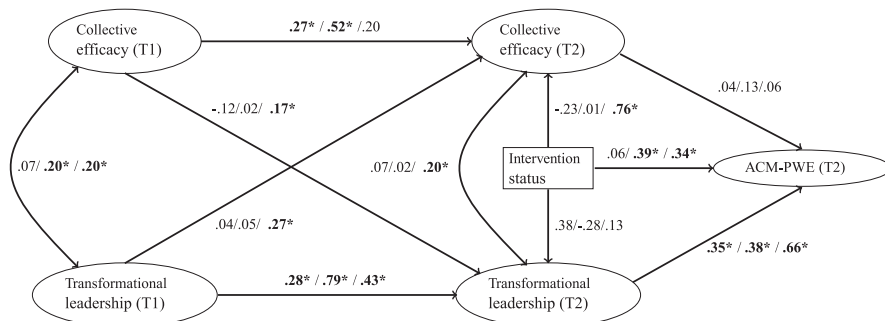 Collective
efficacy (T1)
.27* / .52* / .20
Collective
efficacy (T2)
-.12/.02/ .17*
.04/.13/.06
-.23/.01/ .76*
.07/ .20* / .20*
.07/.02/ .20*
Intervention
status
.06/ .39* / .34*
ACM-PWE (T2)
.04/.05/ .27*
.38/-.28/.13
.35* / .38* / .66*
Transformational
leadership (T1)
.28* / .79* / .43*
Transformational
leadership (T2)